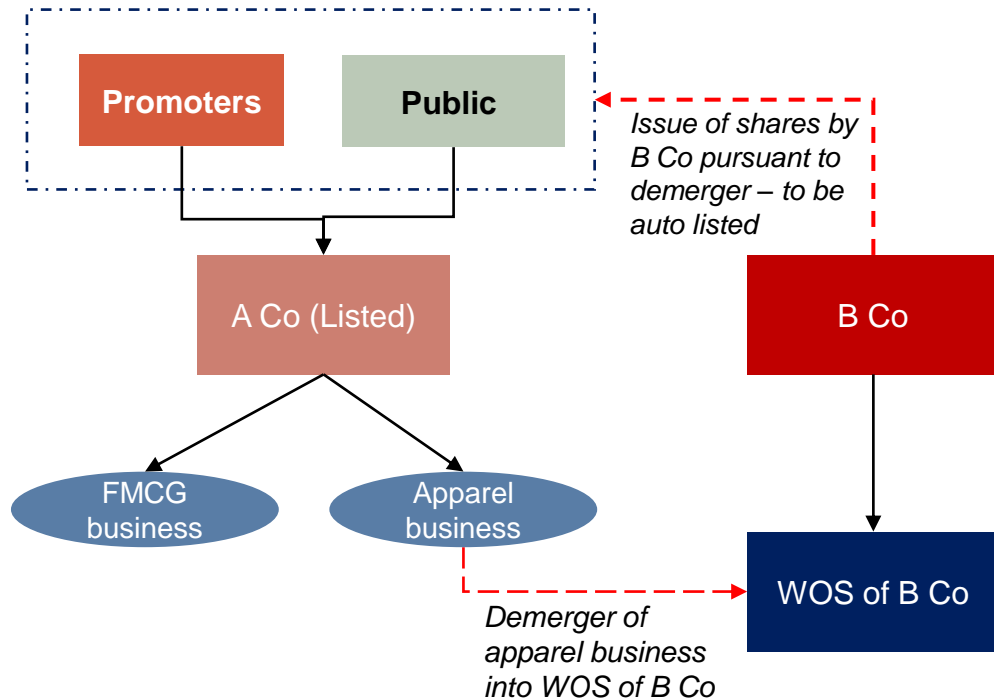 Promoters
Public
Issue of shares by
B Co pursuant to
demerger – to be
auto listed
A Co (Listed)
B Co
FMCG
business
Apparel
business
WOS of B Co
Demerger of
apparel business
into WOS of B Co